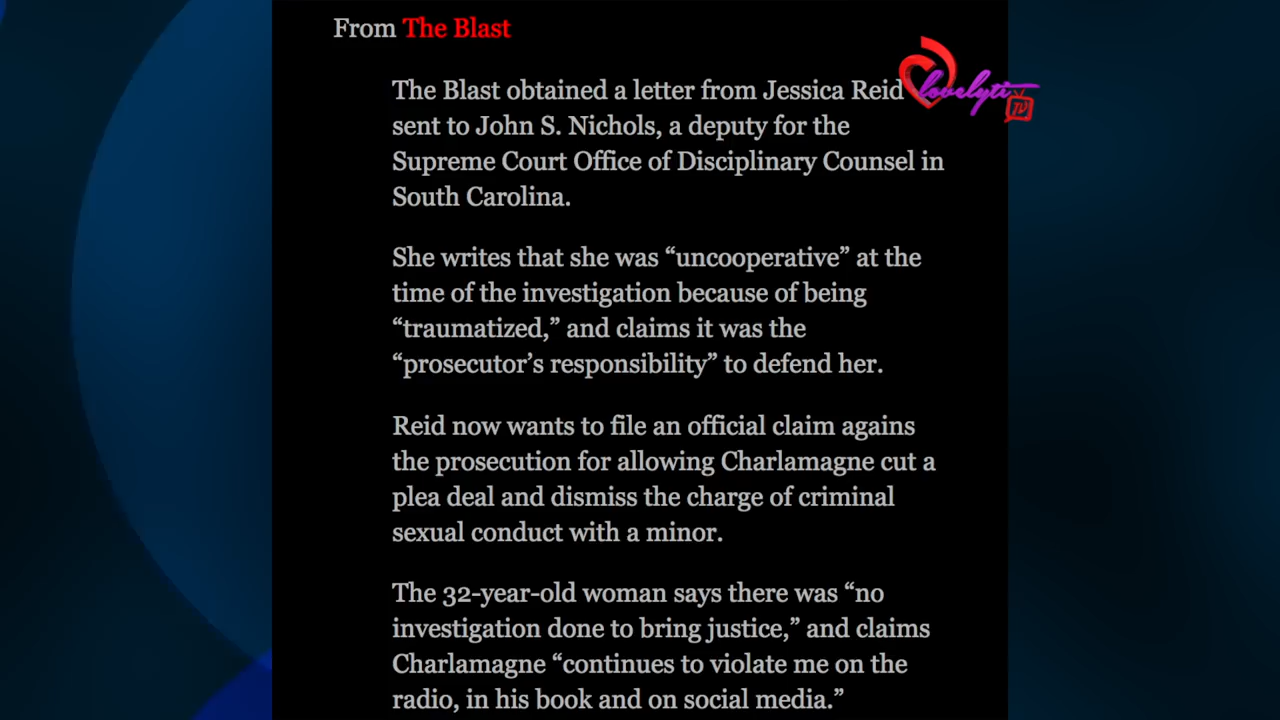 From The Blast
The Blast obtained a letter from Jessica Reid
sent to John S. Nichols, a deputy for the
Supreme Court Office of Disciplinary Counsel in
South Carolina.
She writes that she was “uncooperative” at the
time of the investigation because of being
“traumatized,” and claims it was the
“prosecutor’s responsibility” to defend her.
Reid now wants to file an official claim agains
the prosecution for allowing Charlamagne cut a
plea deal and dismiss the charge of criminal
sexual conduct with a minor.
The 32-year-old woman says there was “no
investigation done to bring justice,” and claims
Charlamagne “continues to violate me on the
radio, in his book and on social media.”
lovelyti
TV